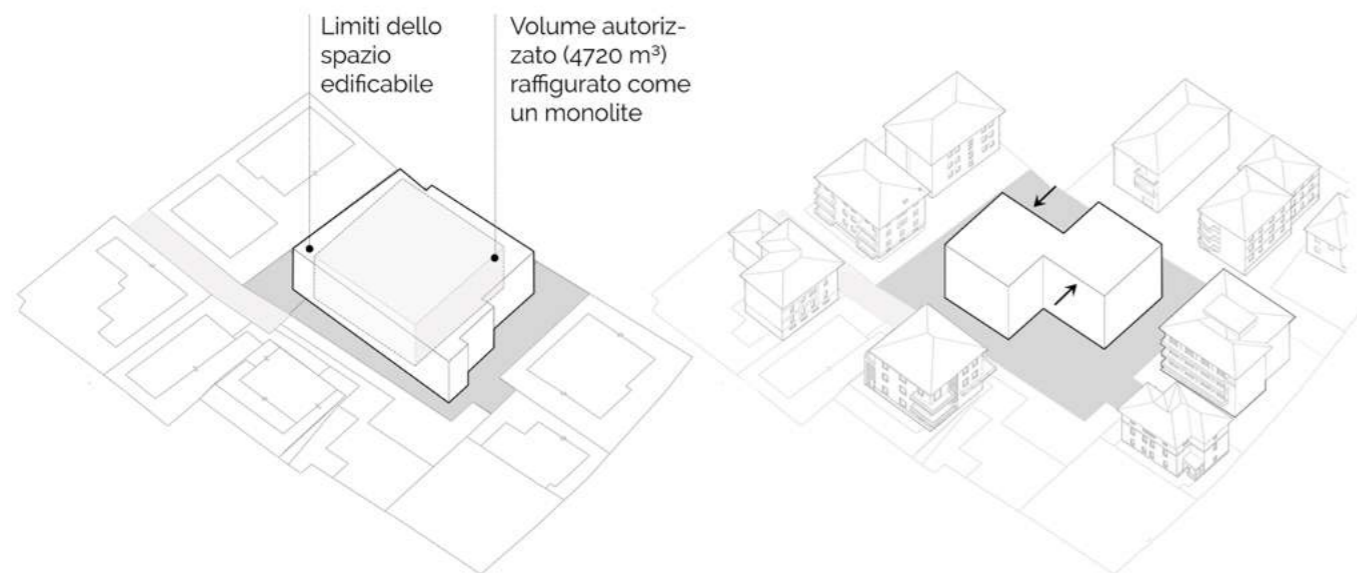 Limiti dello
spazio
edificabile
Volume autoriz-
zato (4720 m³)
raffigurato come
un monolite